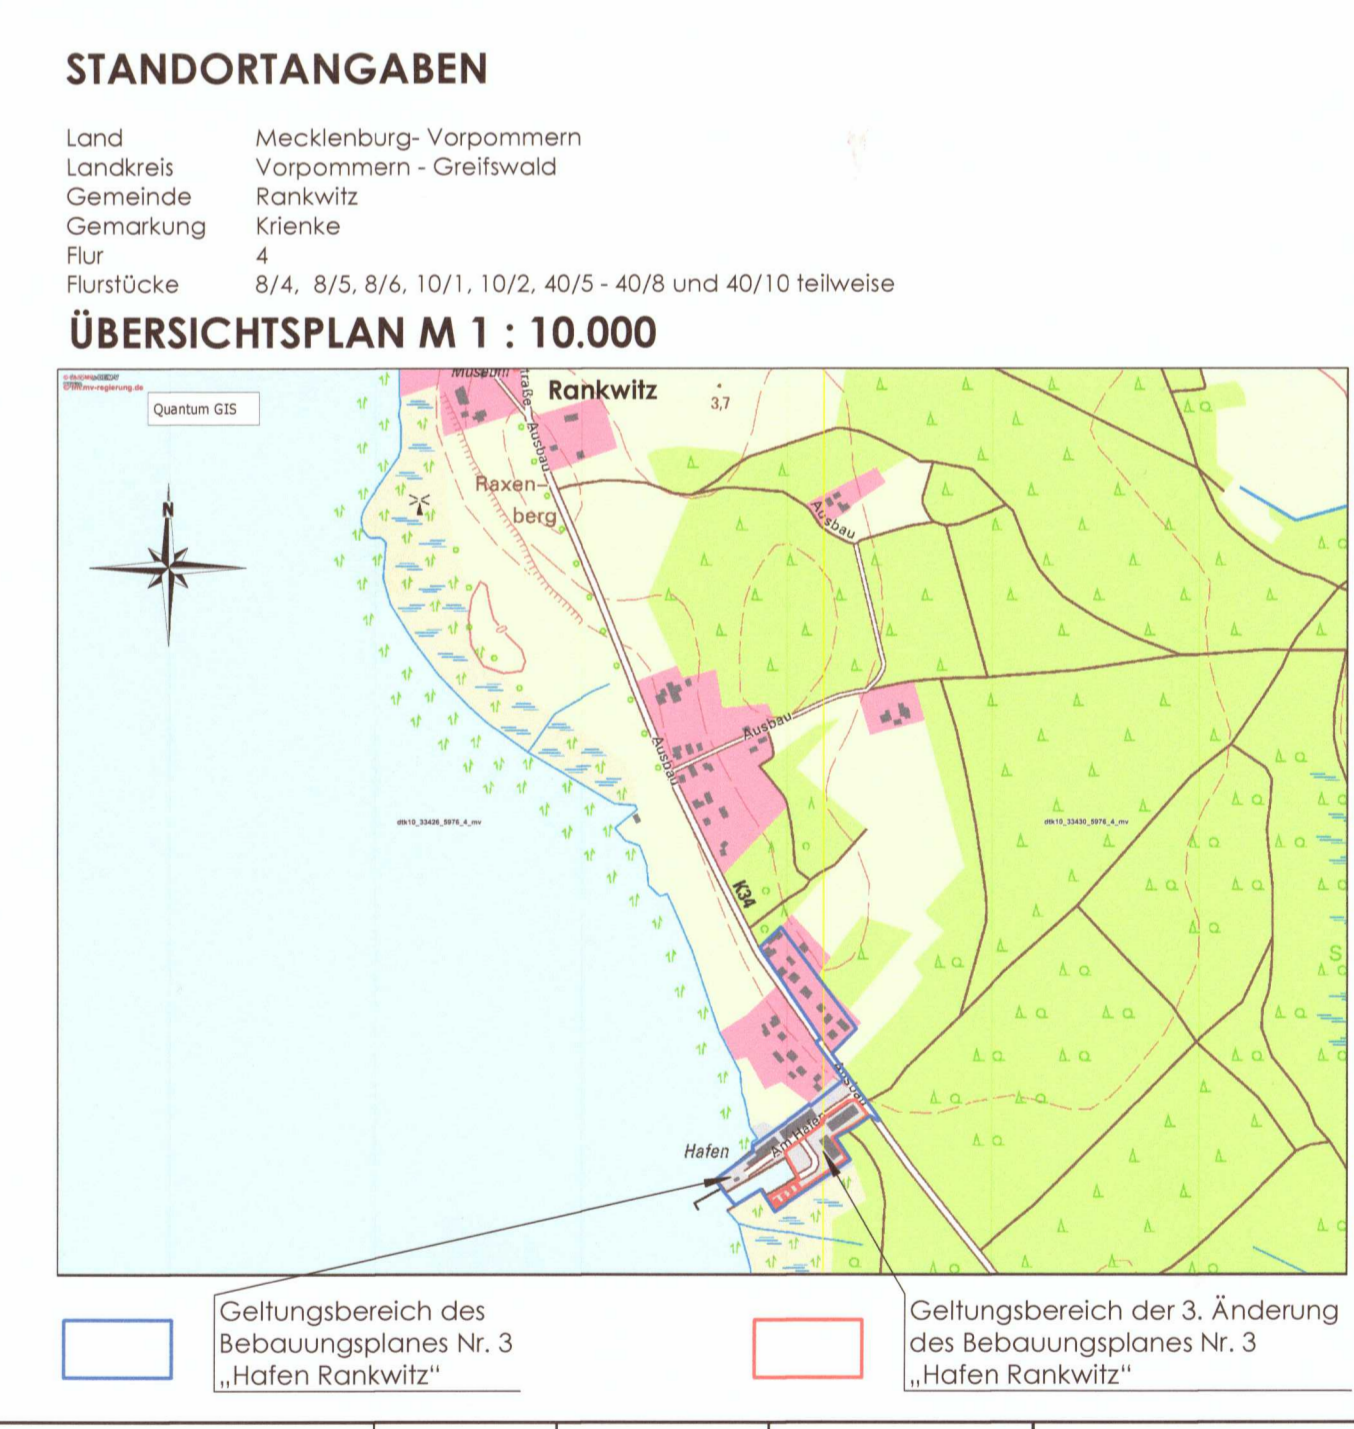 STANDORTANGABEN
Land Mecklenburg- Vorpommern
Landkreis Vorpommern - Greifswald
Gemeinde Rankwitz
Gemarkung Krienke
Flur 4
Flurstücke 8/4, 8/5, 8/6, 10/1, 10/2, 40/5 - 40/8 und 40/10 teilweise
ÜBERSICHTSPLAN M 1 : 10.000
Quantum GIS
N
Museum
traße
Rankwitz
3,7
Ausbau
Raxen-
berg
Ausbau
Ausbau
Ausbau
dtk10_33426_5976_4_mv
dtk10_33430_5976_4_mv
K34
S
Ausbau
Am Hafen
Hafen
Geltungsbereich des
Bebauungsplanes Nr. 3
„Hafen Rankwitz“
Geltungsbereich der 3. Änderung
des Bebauungsplanes Nr. 3
„Hafen Rankwitz“